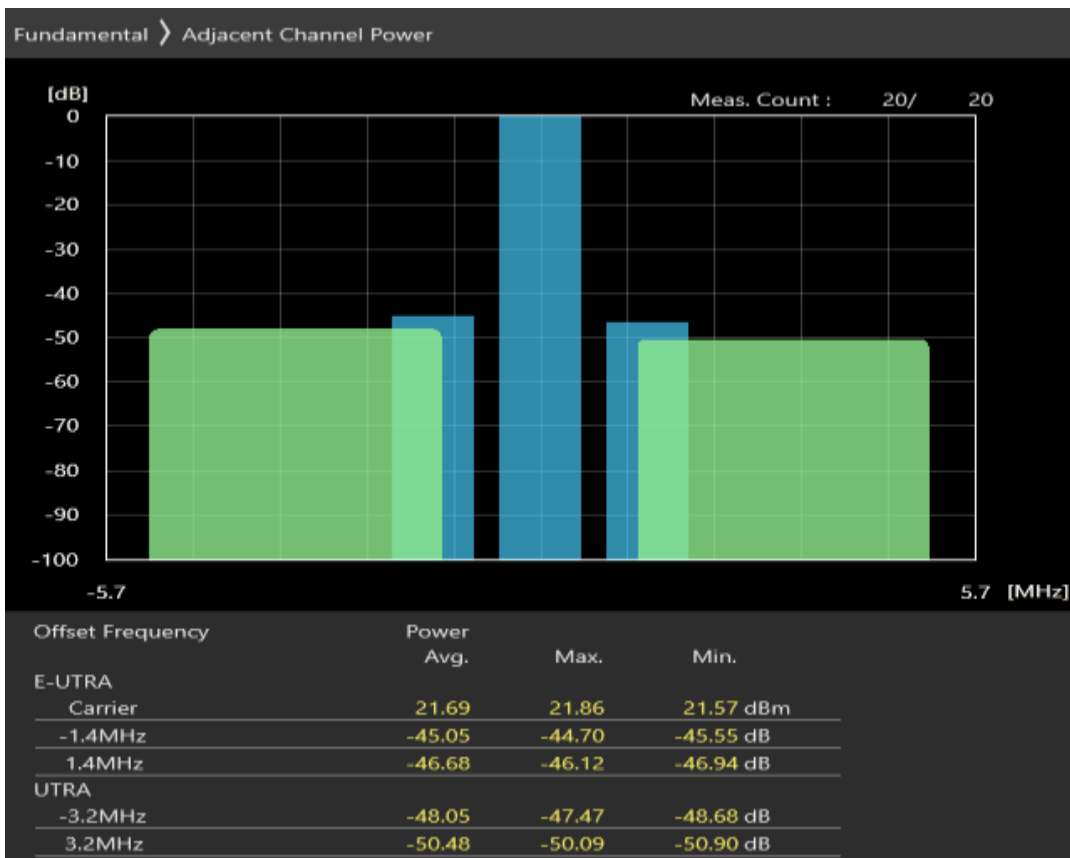 Fundamental 〉 Adjacent Channel Power
[dB]
Meas. Count : 20/ 20
0
-10
-20
-30
-40
-50
-60
-70
-80
-90
-100
-5.7 5.7 [MHz]
Offset Frequency Power
Avg. Max. Min.
E-UTRA
Carrier 21.69 21.86 21.57 dBm
-1.4MHz -45.05 -44.70 -45.55 dB
1.4MHz -46.68 -46.12 -46.94 dB
UTRA
-3.2MHz -48.05 -47.47 -48.68 dB
3.2MHz -50.48 -50.09 -50.90 dB